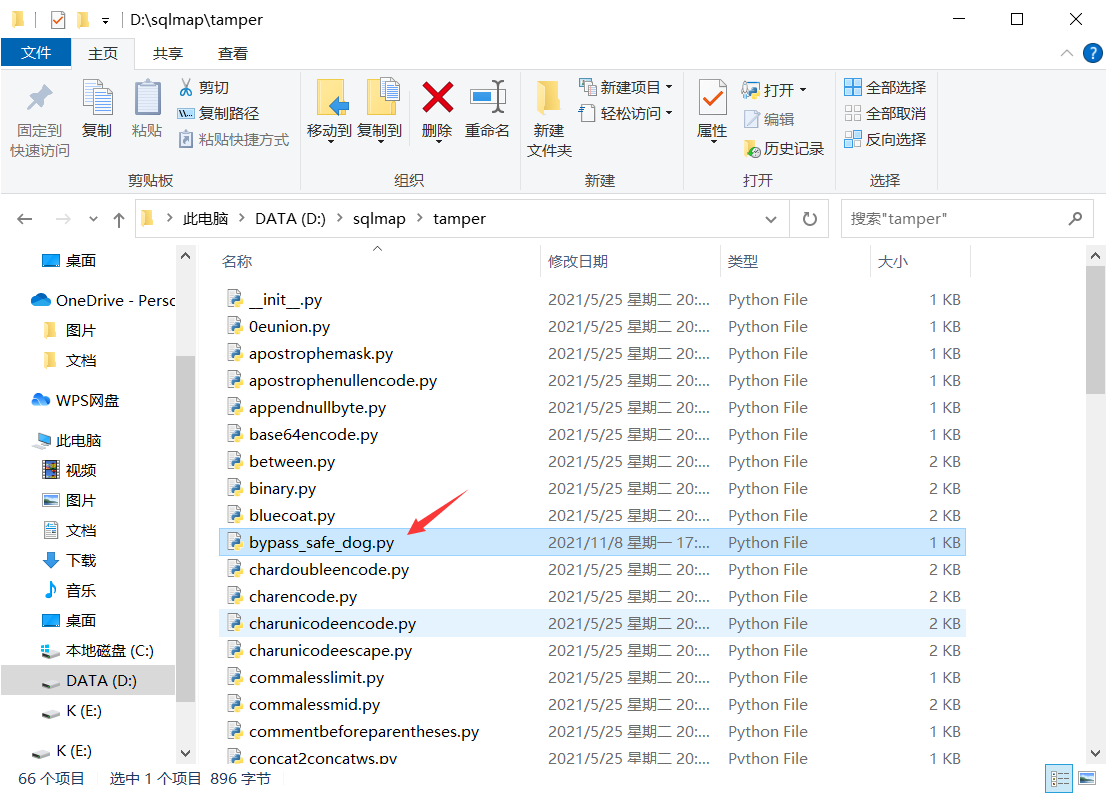 D:\sqlmap\tamper
文件 主页 共享 查看
固定到快速访问
复制
粘贴
剪切
复制路径
粘贴快捷方式
移动到 复制到
删除 重命名
新建文件夹
新建项目
轻松访问
属性
打开
编辑
历史记录
全部选择
全部取消
反向选择
剪贴板 组织 新建 打开 选择
此电脑 DATA (D:) sqlmap tamper
搜索"tamper"
桌面
OneDrive - Persc
图片
文档
WPS网盘
此电脑
视频
图片
文档
下载
音乐
桌面
本地磁盘 (C:)
DATA (D:)
K (E:)
K (E:)
名称 修改日期 类型 大小
__init__.py 2021/5/25 星期二 20:... Python File 1 KB
0eunion.py 2021/5/25 星期二 20:... Python File 1 KB
apostrophemask.py 2021/5/25 星期二 20:... Python File 1 KB
apostrophenullencode.py 2021/5/25 星期二 20:... Python File 1 KB
appendnullbyte.py 2021/5/25 星期二 20:... Python File 1 KB
base64encode.py 2021/5/25 星期二 20:... Python File 1 KB
between.py 2021/5/25 星期二 20:... Python File 2 KB
binary.py 2021/5/25 星期二 20:... Python File 2 KB
bluecoat.py 2021/5/25 星期二 20:... Python File 2 KB
bypass_safe_dog.py 2021/11/8 星期一 17:... Python File 1 KB
chardoubleencode.py 2021/5/25 星期二 20:... Python File 2 KB
charencode.py 2021/5/25 星期二 20:... Python File 2 KB
charunicodeencode.py 2021/5/25 星期二 20:... Python File 2 KB
charunicodeescape.py 2021/5/25 星期二 20:... Python File 2 KB
commalesslimit.py 2021/5/25 星期二 20:... Python File 1 KB
commalessmid.py 2021/5/25 星期二 20:... Python File 2 KB
commentbeforeparentheses.py 2021/5/25 星期二 20:... Python File 1 KB
concat2concatws.py 2021/5/25 星期二 20:... Python File 1 KB
66 个项目 选中 1 个项目 896 字节